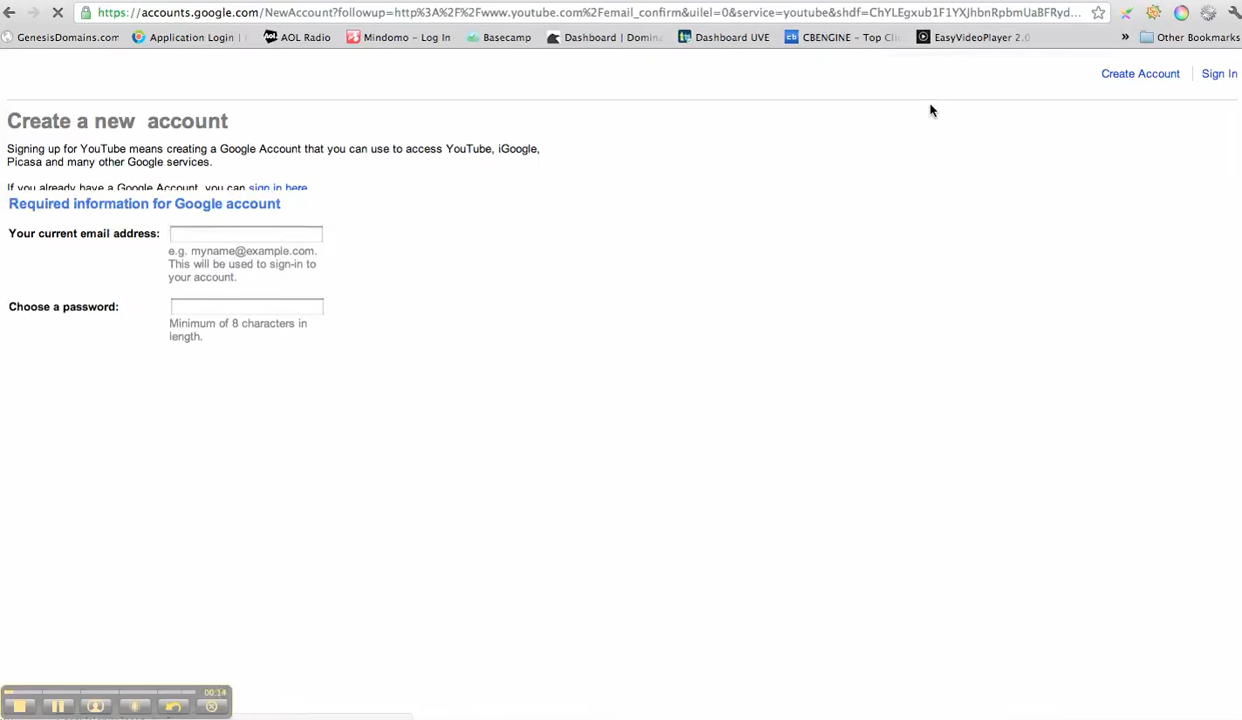 https://accounts.google.com/NewAccount?followup=http%3A%2F%2Fwww.youtube.com%2Femail_confirm&uilel=0&service=youtube&shdf=ChYLEgxub1F1YXJhbnRpbmUaBFRyd...
GenesisDomains.com Application Login | AOL Radio Mindomo - Log In Basecamp Dashboard | Domin Dashboard UVE CBENGINE - Top Cli EasyVideoPlayer 2.0 » Other Bookmarks
Create Account Sign In
Create a new account
Signing up for YouTube means creating a Google Account that you can use to access YouTube, iGoogle,
Picasa and many other Google services.
If you already have a Google Account, you can sign in here
Required information for Google account
Your current email address:
e.g. myname@example.com.
This will be used to sign-in to
your account.
Choose a password:
Minimum of 8 characters in
length.
00:14